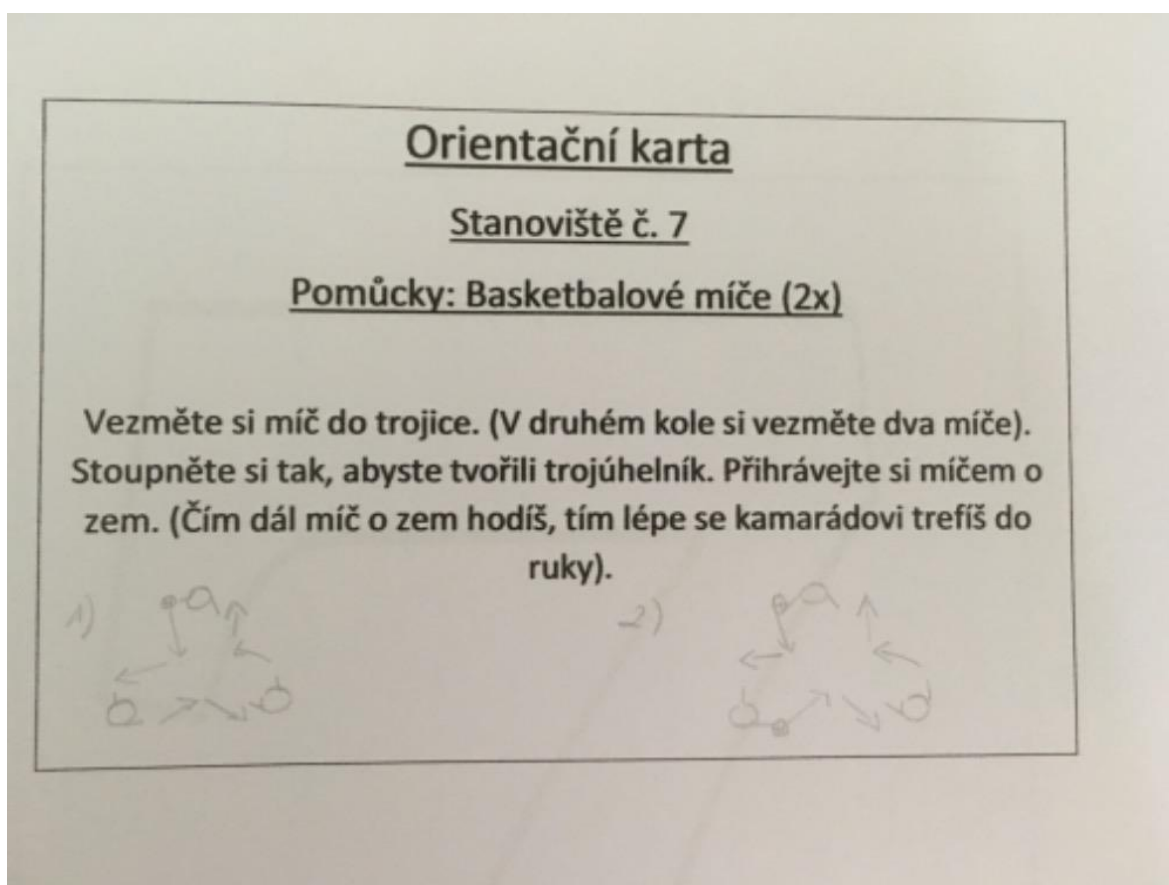 Orientační karta
Stanoviště č. 7
Pomůcky: Basketbalové míče (2x)
Vezměte si míč do trojice. (V druhém kole si vezměte dva míče).
Stoupněte si tak, abyste tvořili trojúhelník. Přihrávejte si míčem o
zem. (Čím dál míč o zem hodíš, tím lépe se kamarádovi trefíš do
ruky).
1) 2)